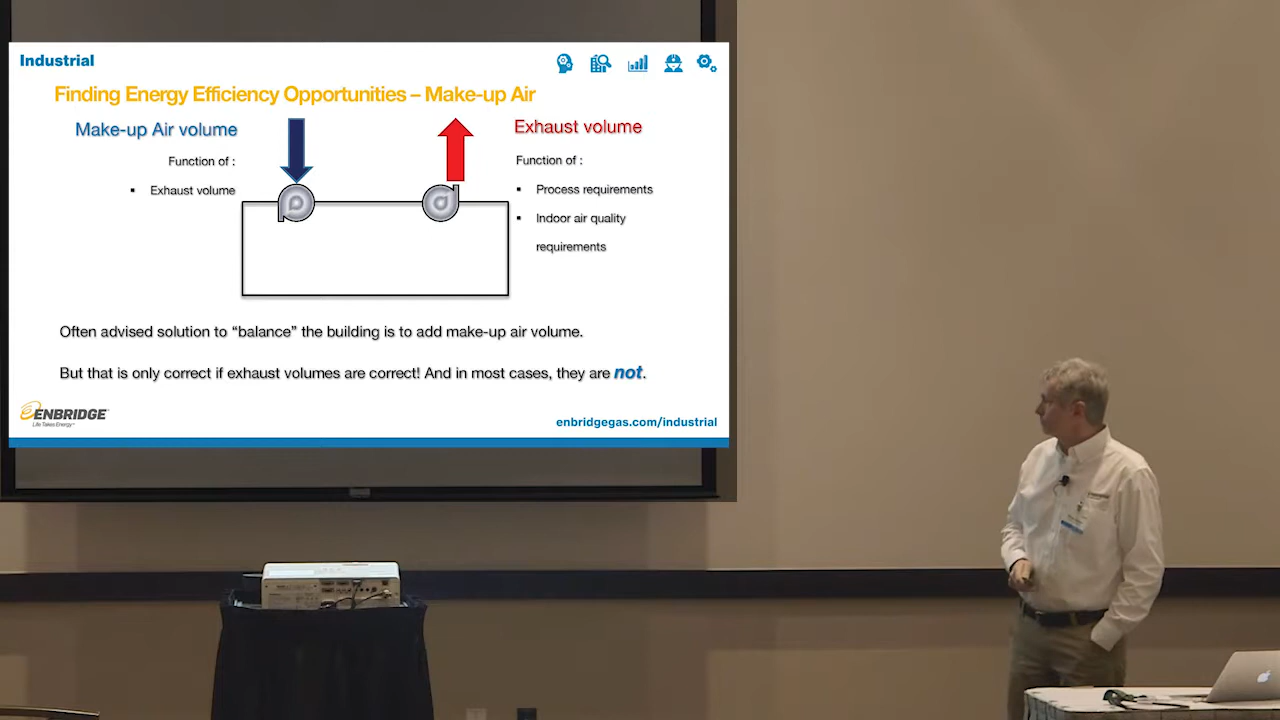 Industrial
Finding Energy Efficiency Opportunities – Make-up Air
Make-up Air volume
Function of :
▪ Exhaust volume
Exhaust volume
Function of :
▪ Process requirements
▪ Indoor air quality
requirements
Often advised solution to “balance” the building is to add make-up air volume.
But that is only correct if exhaust volumes are correct! And in most cases, they are not.
ENBRIDGE
Life Takes Energy™
enbridgegas.com/industrial